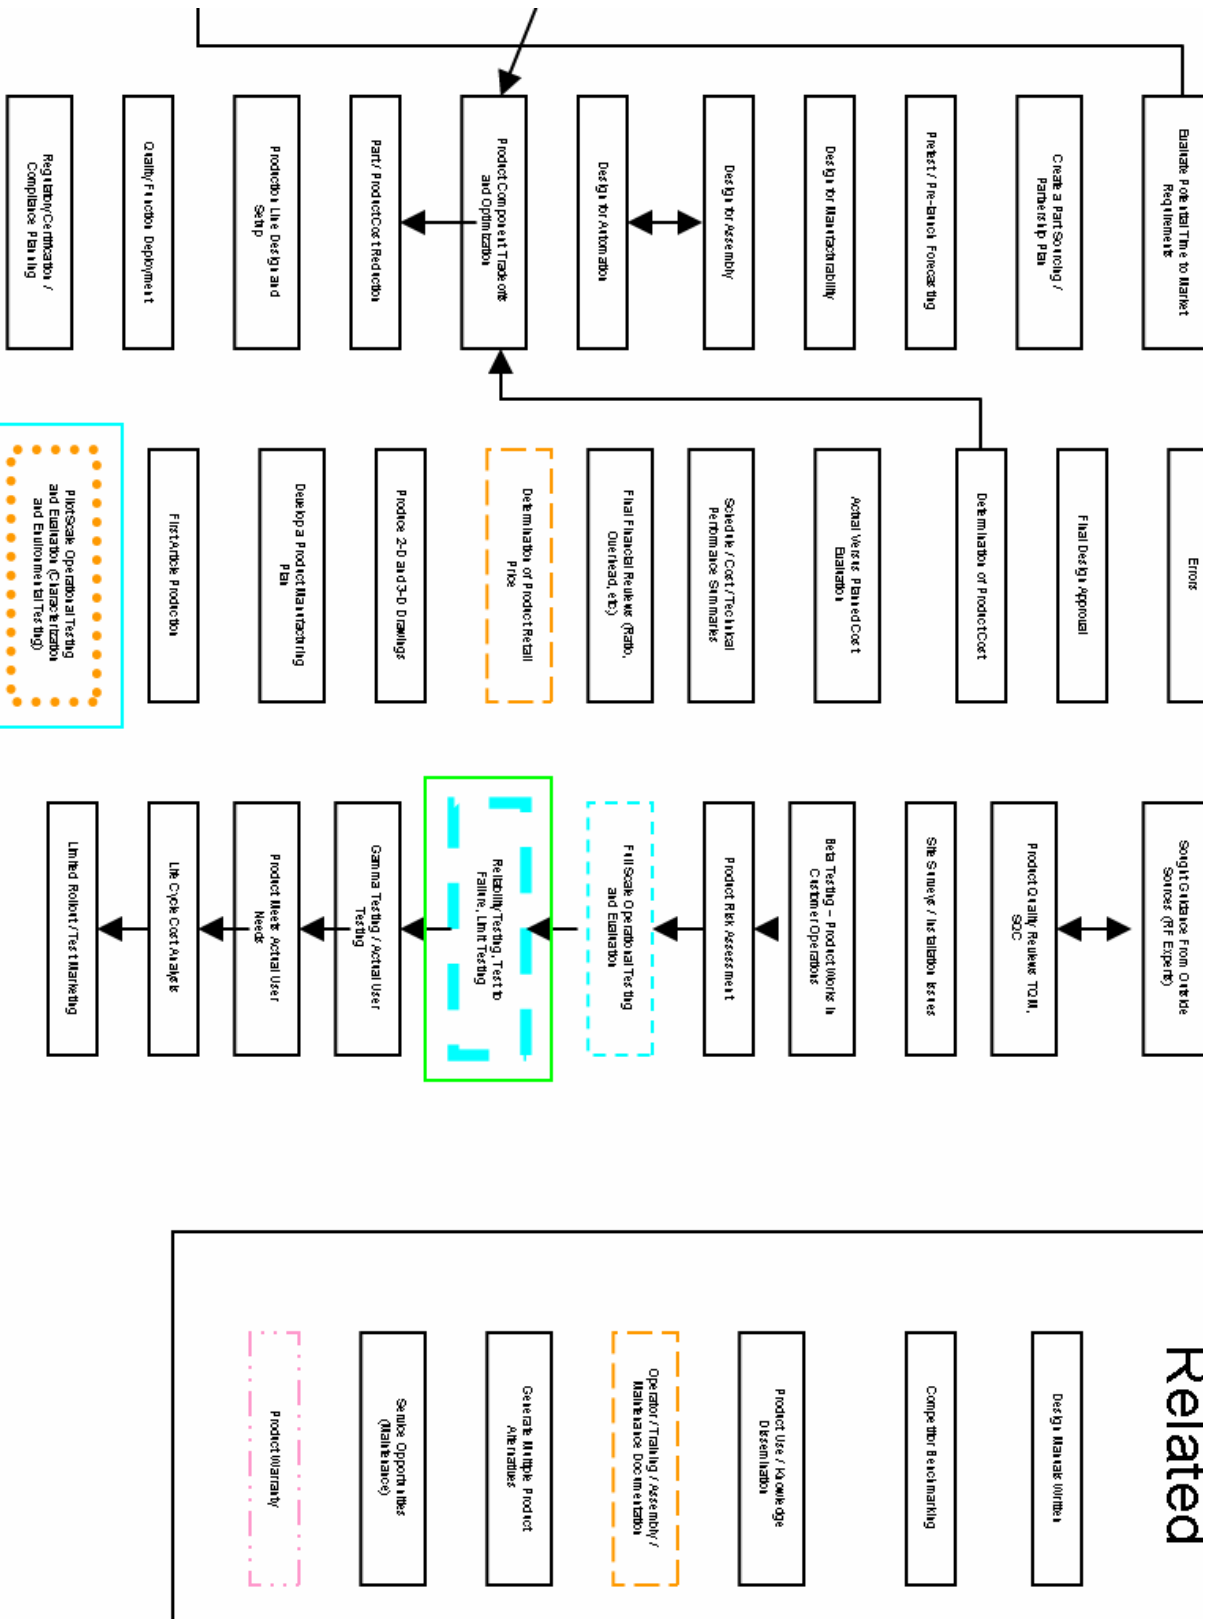 Evaluate Potential Time to Market
Requirements
Create a Part Sourcing /
Partnership Plan
Pretest / Pre-launch Forecasting
Design for Manufacturability
Design for Assembly
Design for Automation
Product Component Tradeoffs
and Optimization
Part / Product Cost Reduction
Production Line Design and
Setup
Quality Function Deployment
Regulatory Certification /
Compliance Planning
Errors
Final Design Approval
Determination of Product Cost
Actual Versus Planned Cost
Evaluation
Schedule / Cost / Technical
Performance Summaries
Final Financial Reviews (Ratio,
Overhead, etc)
Determination of Product Retail
Price
Produce 2-D and 3-D Drawings
Develop a Product Manufacturing
Plan
First Article Production
Pilot Scale Operational Testing
and Evaluation (Characterization
and Environmental Testing)
Sought Guidance From Outside
Sources (RF Experts)
Product Quality Reviews TQM,
SQC
Site Surveys / Installation Issues
Beta Testing – Product Works In
Customer Operations
Product Risk Assessment
Full Scale Operational Testing
and Evaluation
Reliability Testing, Test to
Failure, Limit Testing
Gamma Testing / Actual User
Testing
Product Meets Actual User
Needs
Life Cycle Cost Analysis
Limited Rollout / Test Marketing
Related
Design Manuals Written
Competitor Benchmarking
Product Use / Knowledge
Dissemination
Operator / Training / Assembly /
Maintenance Documentation
Generate Multiple Product
Alternatives
Service Opportunities
(Maintenance)
Product Warranty